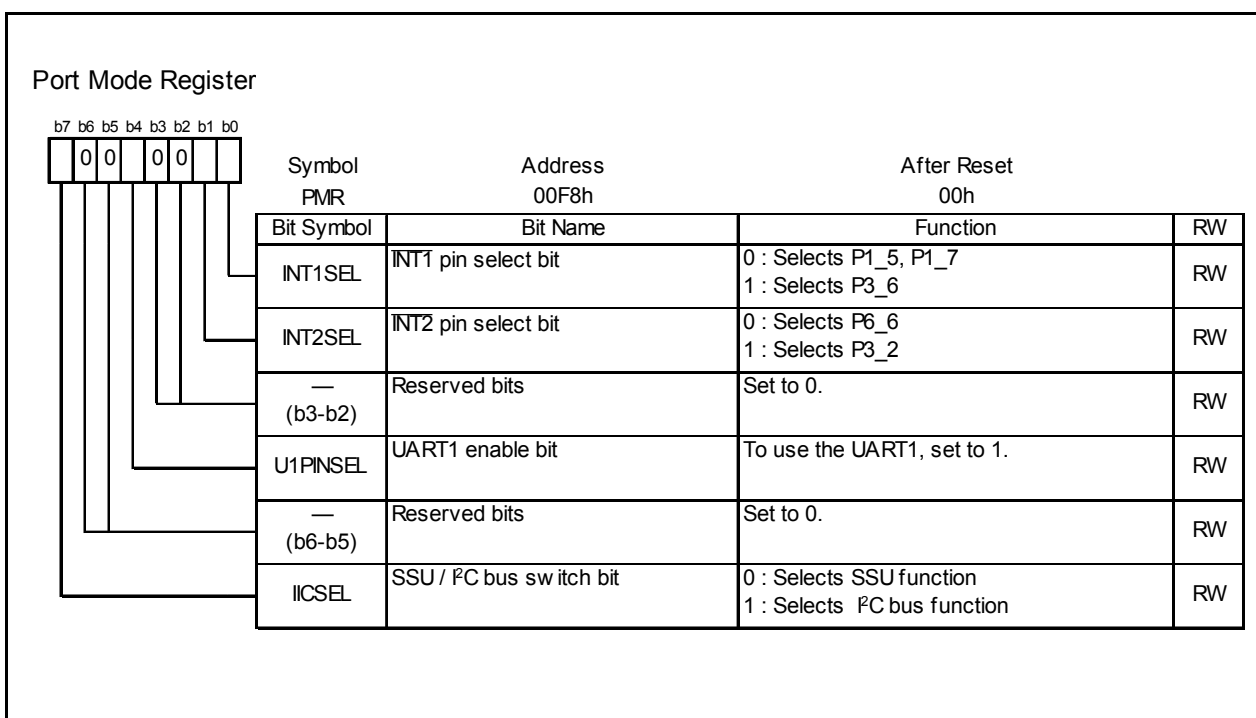 Port Mode Register
b7 b6 b5 b4 b3 b2 b1 b0
0 0 0 0
Symbol Address After Reset
PMR 00F8h 00h
Bit Symbol Bit Name Function RW
INT1SEL INT1 pin select bit 0 : Selects P1_5, P1_7 RW
1 : Selects P3_6
INT2SEL INT2 pin select bit 0 : Selects P6_6 RW
1 : Selects P3_2
— Reserved bits Set to 0. RW
(b3-b2)
U1PINSEL UART1 enable bit To use the UART1, set to 1. RW
— Reserved bits Set to 0. RW
(b6-b5)
IICSEL SSU / I²C bus switch bit 0 : Selects SSU function RW
1 : Selects I²C bus function